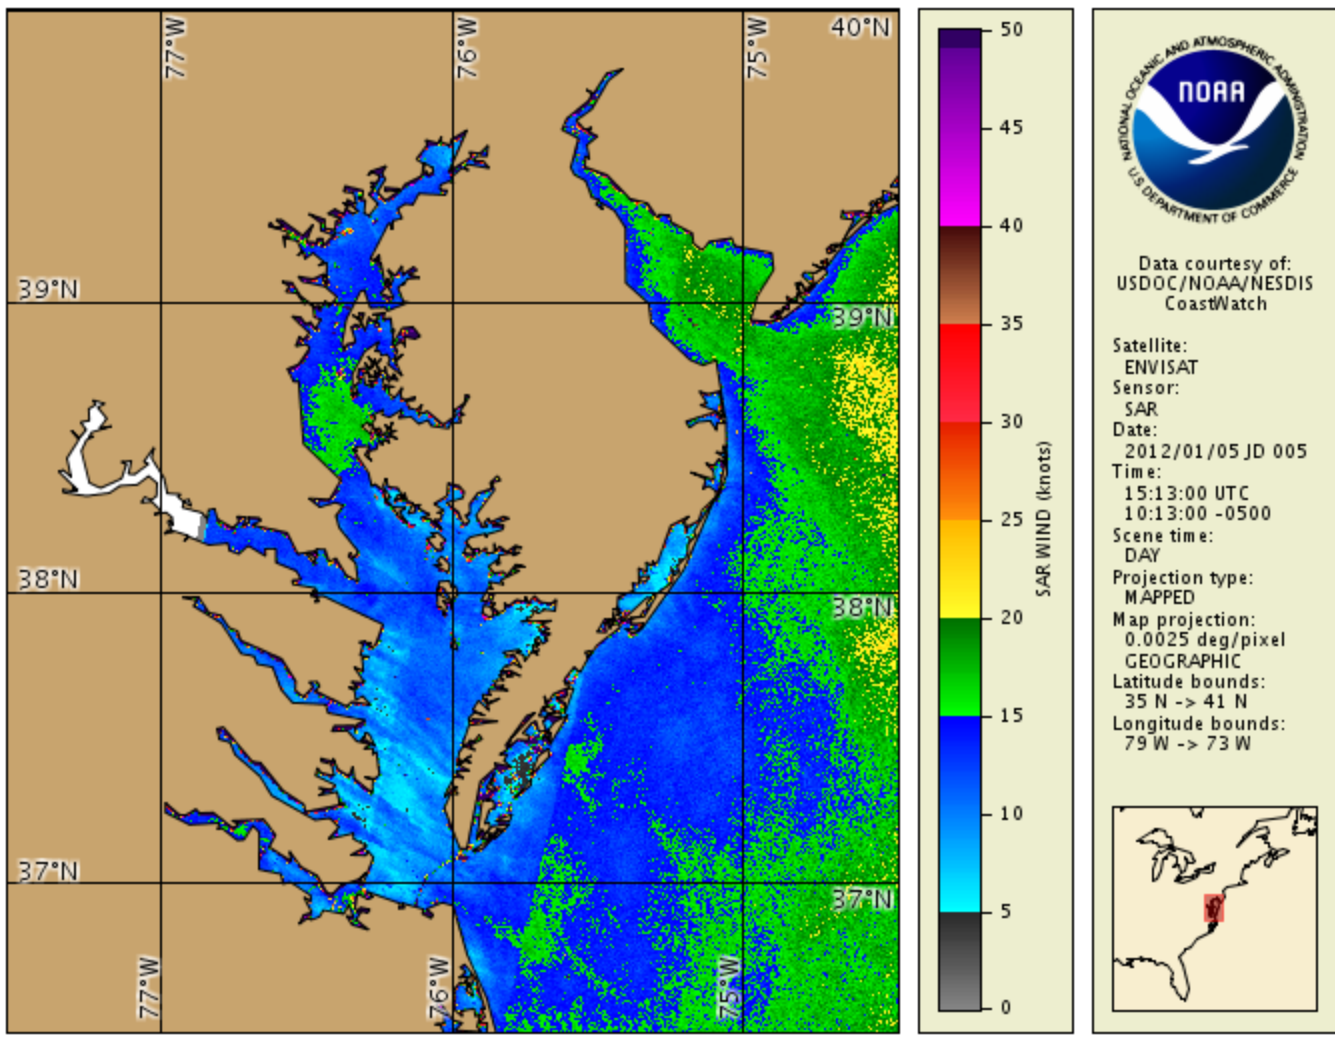 77°W
76°W
75°W
40°N
39°N
39°N
38°N
38°N
37°N
37°N
77°W
76°W
75°W
50
45
40
35
30
25
20
15
10
5
0
SAR WIND (knots)
NATIONAL OCEANIC AND ATMOSPHERIC ADMINISTRATION
NOAA
U.S. DEPARTMENT OF COMMERCE
Data courtesy of:
USDOC/NOAA/NESDIS
CoastWatch
Satellite:
ENVISAT
Sensor:
SAR
Date:
2012/01/05 JD 005
Time:
15:13:00 UTC
10:13:00 -0500
Scene time:
DAY
Projection type:
MAPPED
Map projection:
0.0025 deg/pixel
GEOGRAPHIC
Latitude bounds:
35 N -> 41 N
Longitude bounds:
79 W -> 73 W